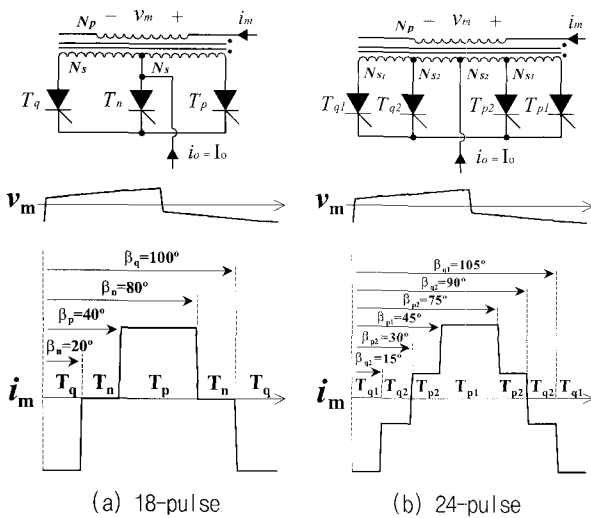 Np − vm + im
Ns Ns
Tq Tn Tp
io = Io
vm
βq=100°
βn=80°
βp=40°
βn=20°
im Tq Tn Tp Tn Tq
(a) 18-pulse
Np − vm + im
Ns1 Ns2 Ns2 Ns1
Tq1 Tq2 Tp2 Tp1
io = Io
vm
βq1=105°
βq2=90°
βp2=75°
βp1=45°
βp2=30°
βq2=15°
im Tq1 Tq2 Tp2 Tp1 Tp2 Tq2 Tq1
(b) 24-pulse